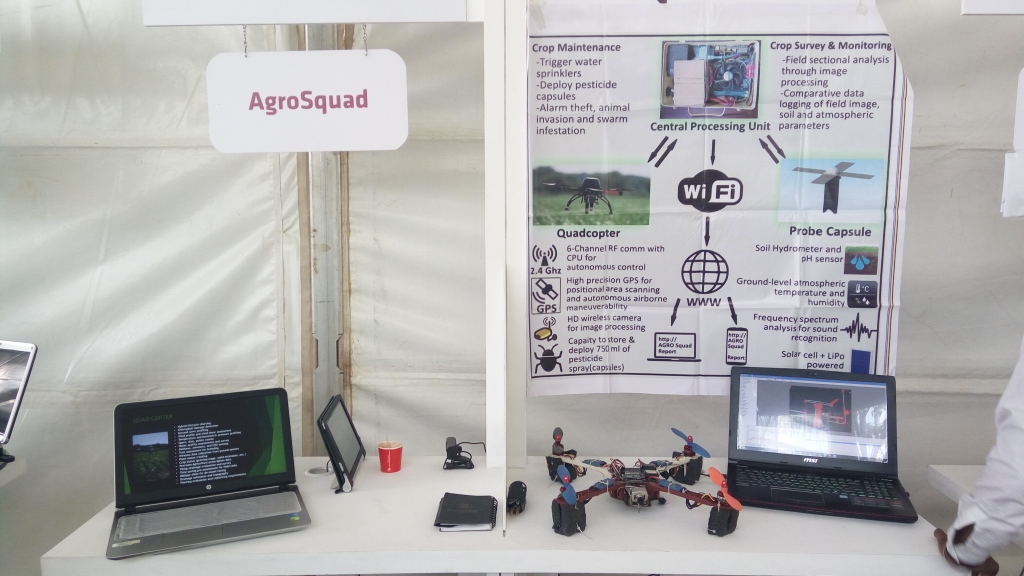 AgroSquad
Crop Maintenance
-Trigger water
sprinklers
-Deploy pesticide
capsules
-Alarm theft, animal
invasion and swarm
infestation
Crop Survey & Monitoring
-Field sectional analysis
through image
processing
-Comparative data
logging of field image,
soil and atmospheric
parameters
Central Processing Unit
WiFi
Quadcopter
2.4 Ghz
6-Channel RF comm with
CPU for
autonomous control
GPS
High precision GPS for
positional area scanning
and autonomous airborne
maneuverability
HD wireless camera
for image processing
Capaity to store &
deploy 750 ml of
pesticide
spray(capsules)
www
http://
AGRO Squad
Report
http://
AGRO
Squad
Report
Probe Capsule
Soil Hydrometer and
pH sensor
Ground-level atmospheric
temperature and
humidity
°C
Frequency spectrum
analysis for sound
recognition
Solar cell + LiPo
powered
hp
msi